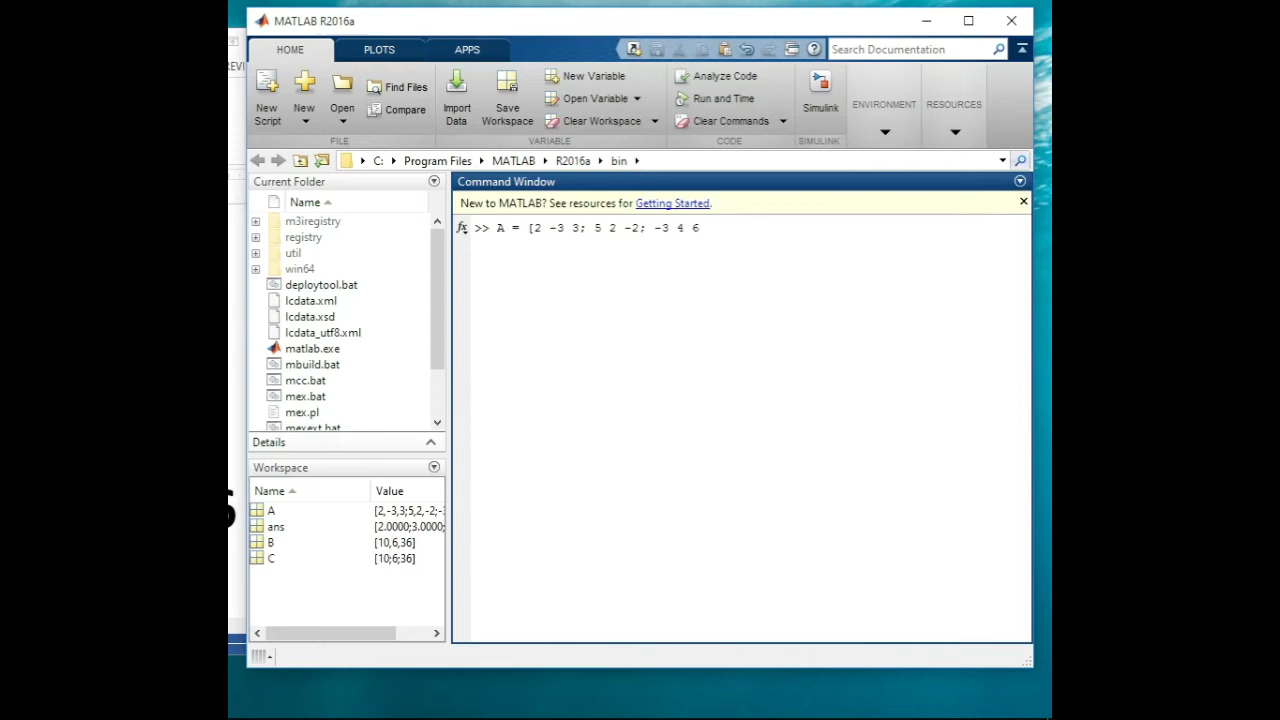 MATLAB R2016a
HOME PLOTS APPS
Search Documentation
New Script
New
Open
Find Files
Compare
Import Data
Save Workspace
New Variable
Open Variable
Clear Workspace
Analyze Code
Run and Time
Clear Commands
Simulink
ENVIRONMENT
RESOURCES
FILE VARIABLE CODE SIMULINK
C: Program Files MATLAB R2016a bin
Current Folder
Name
m3iregistry
registry
util
win64
deploytool.bat
lcdata.xml
lcdata.xsd
lcdata_utf8.xml
matlab.exe
mbuild.bat
mcc.bat
mex.bat
mex.pl
mexext.bat
Details
Workspace
Name Value
A [2,-3,3;5,2,-2;-
ans [2.0000;3.0000;
B [10,6,36]
C [10;6;36]
Command Window
New to MATLAB? See resources for Getting Started.
fx >> A = [2 -3 3; 5 2 -2; -3 4 6